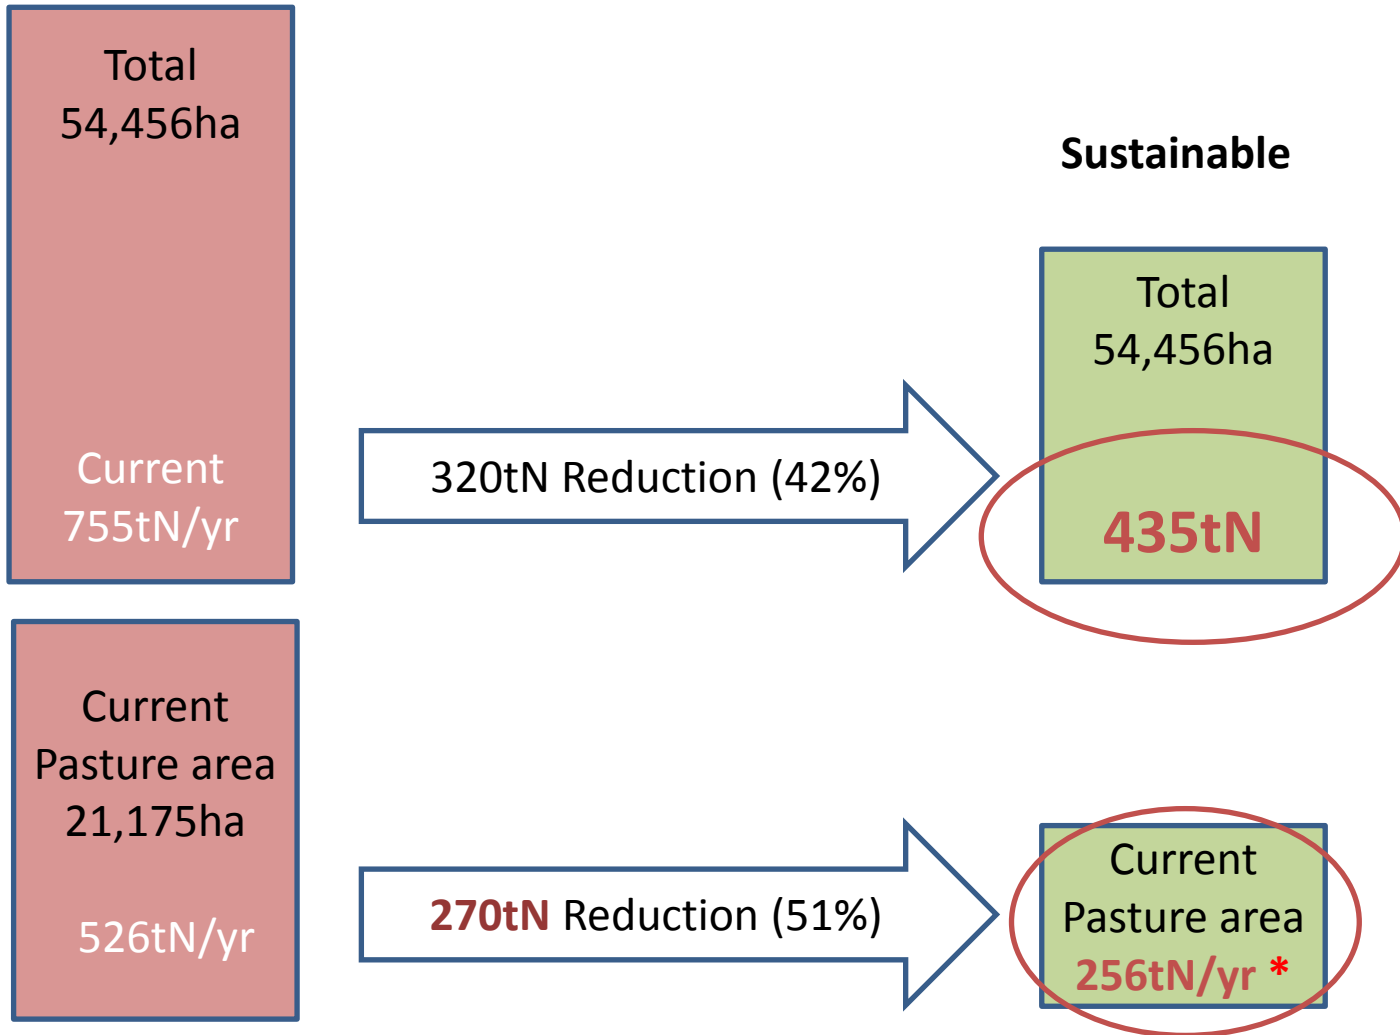 Total
54,456ha
Current
755tN/yr
320tN Reduction (42%)
Sustainable
Total
54,456ha
435tN
Current
Pasture area
21,175ha
526tN/yr
270tN Reduction (51%)
Current
Pasture area
256tN/yr *